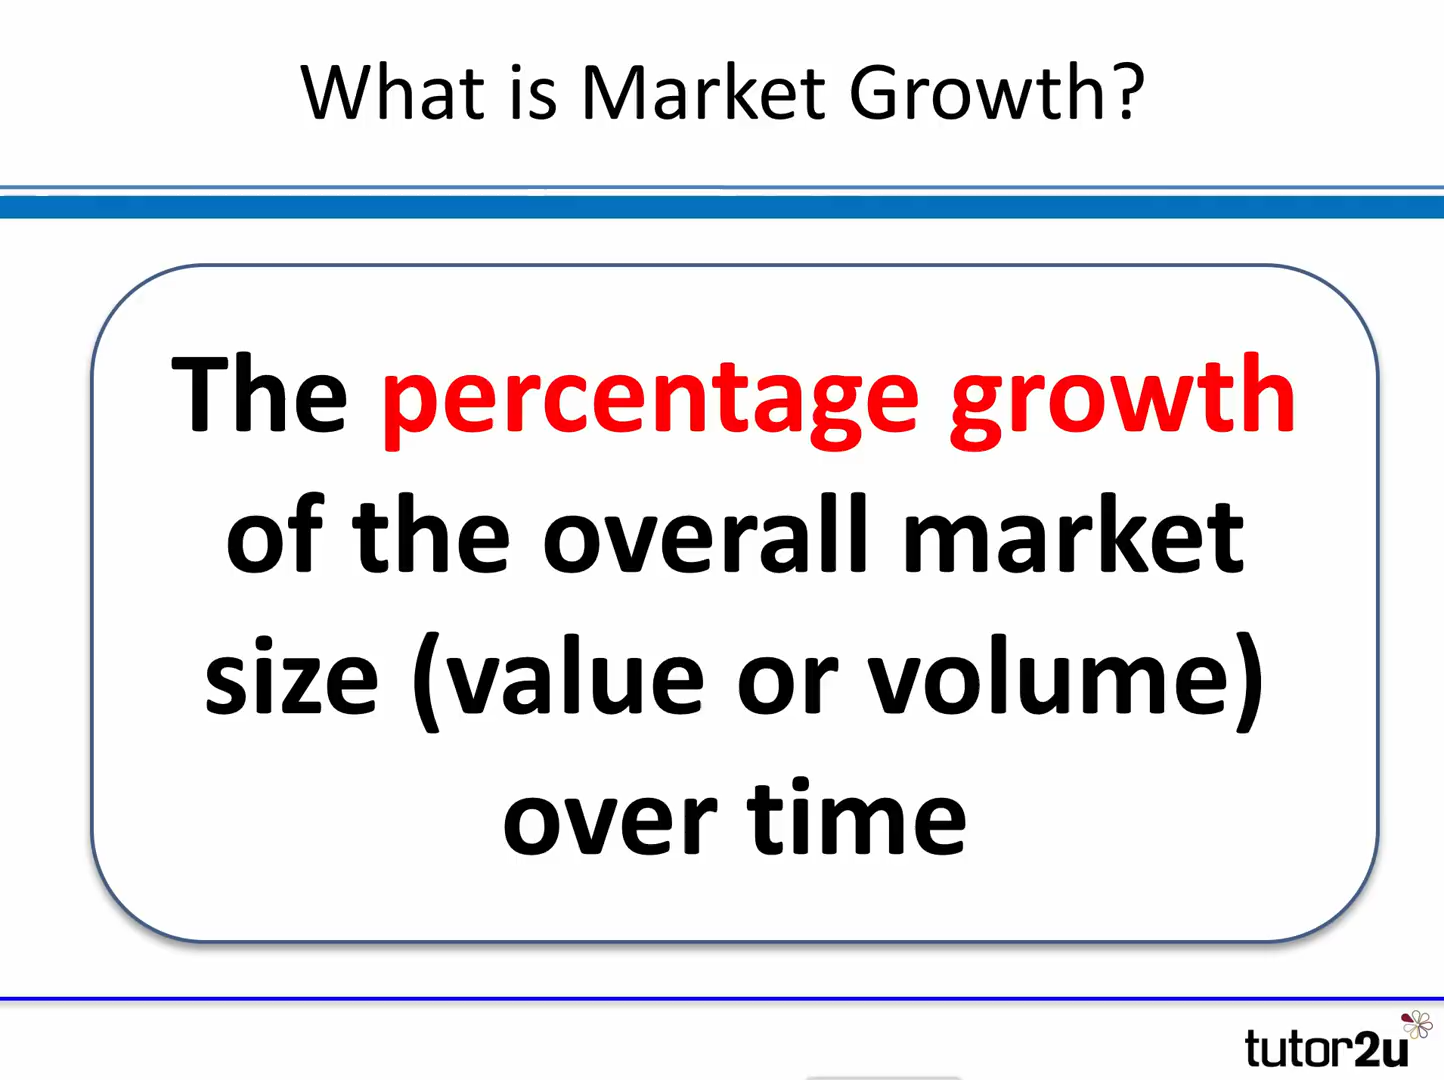 What is Market Growth?
The percentage growth
of the overall market
size (value or volume)
over time
tutor2u